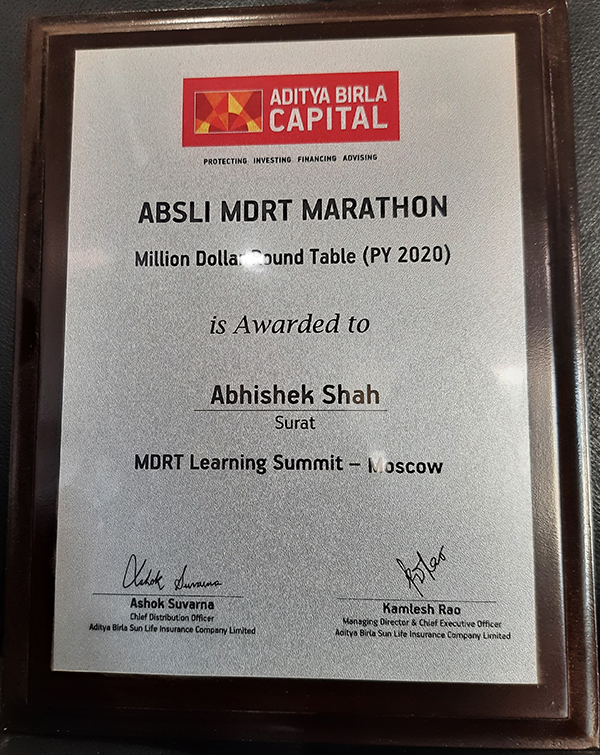 ADITYA BIRLA
CAPITAL
PROTECTING INVESTING FINANCING ADVISING
ABSLI MDRT MARATHON
Million Dollar Round Table (PY 2020)
is Awarded to
Abhishek Shah
Surat
MDRT Learning Summit – Moscow
Ashok Suvarna
Ashok Suvarna
Chief Distribution Officer
Aditya Birla Sun Life Insurance Company Limited
Kamlesh Rao
Managing Director & Chief Executive Officer
Aditya Birla Sun Life Insurance Company Limited